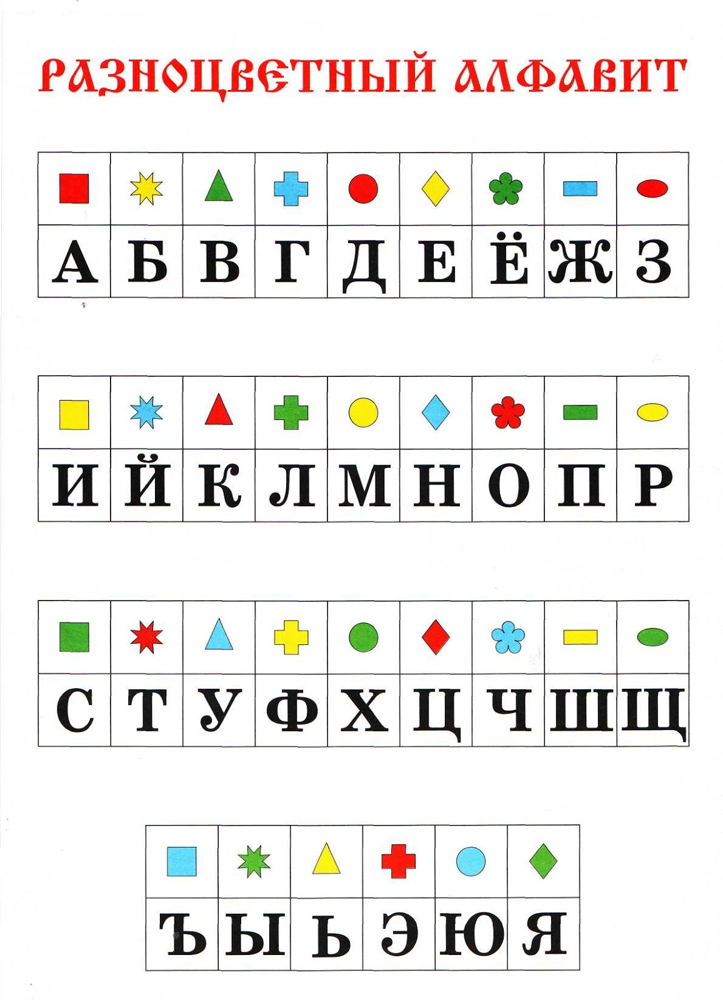 РАЗНОЦВЕТНЫЙ АЛФАВИТ
А Б В Г Д Е Ё Ж З
И Й К Л М Н О П Р
С Т У Ф Х Ц Ч Ш Щ
Ъ Ы Ь Э Ю Я